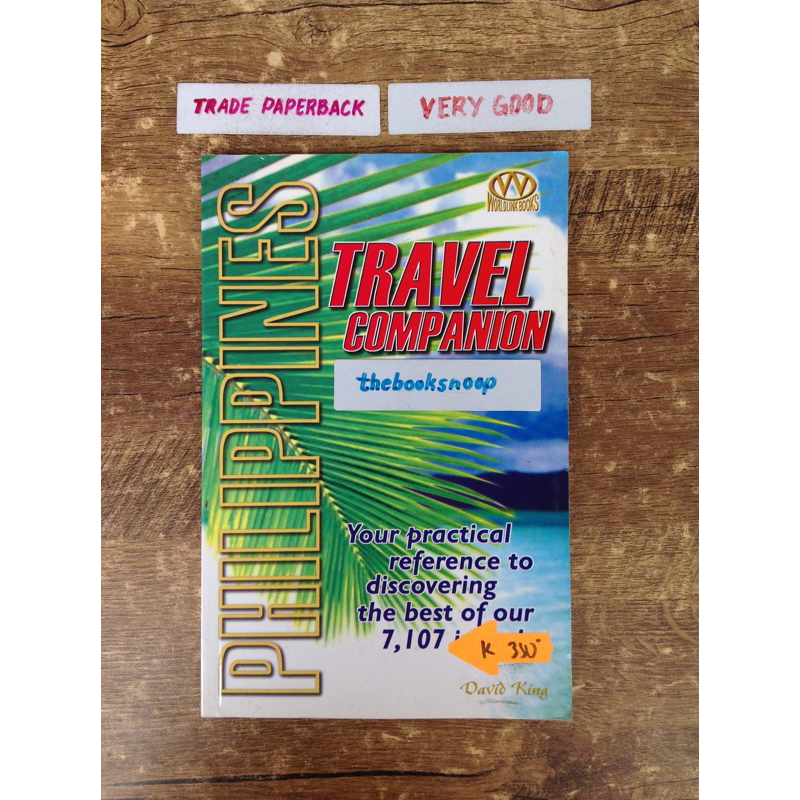 TRADE PAPERBACK
VERY GOOD
WORLDLINK BOOKS
PHILIPPINES
TRAVEL
COMPANION
thebooksnoop
Your practical
reference to
discovering
the best of our
7,107
K 350
David King